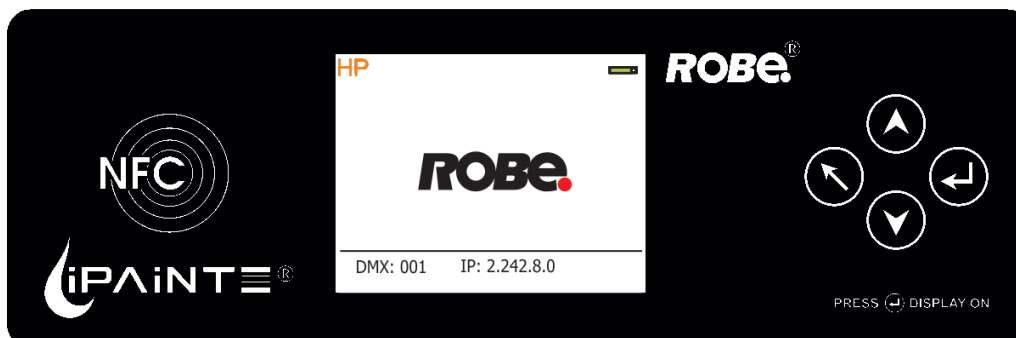 HP
ROBE.®
NFC
ROBE.
iPAINTE®
DMX: 001 IP: 2.242.8.0
PRESS DISPLAY ON